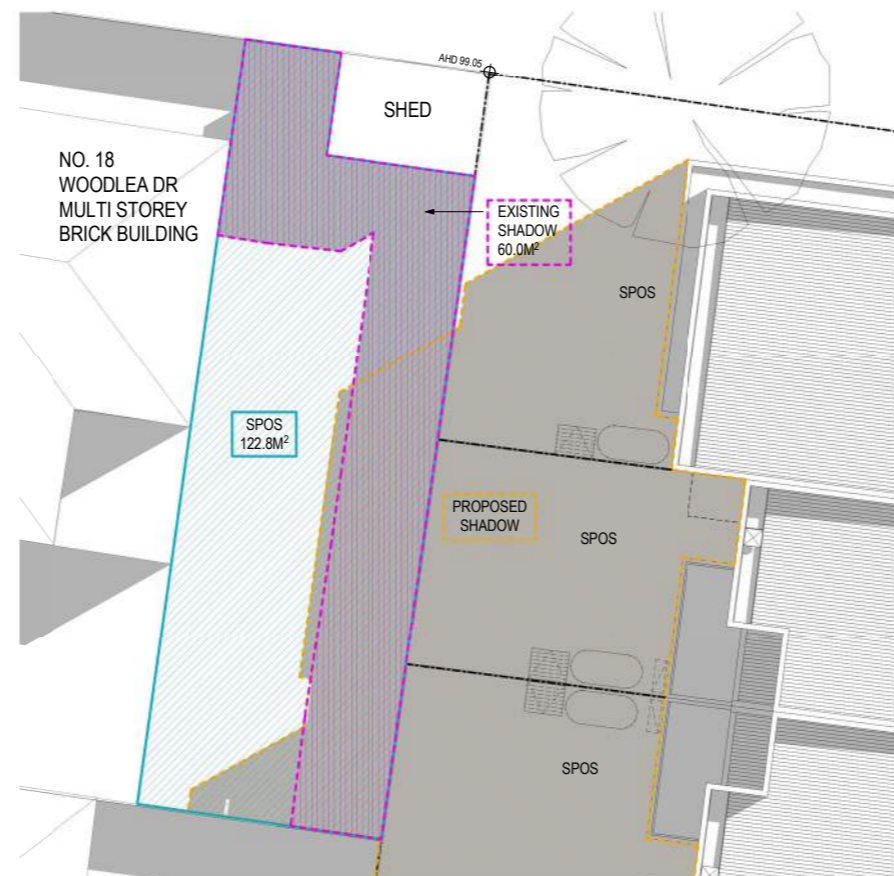 AHD 99.05
SHED
NO. 18
WOODLEA DR
MULTI STOREY
BRICK BUILDING
EXISTING
SHADOW
60.0M²
SPOS
SPOS
122.8M²
PROPOSED
SHADOW
SPOS
SPOS